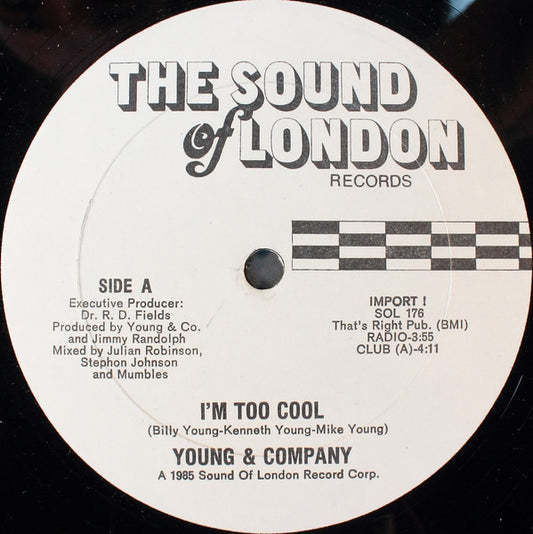 THE SOUND
of LONDON
RECORDS
SIDE A
Executive Producer:
Dr. R. D. Fields
Produced by Young & Co.
and Jimmy Randolph
Mixed by Julian Robinson,
Stephon Johnson
and Mumbles
IMPORT !
SOL 176
That's Right Pub. (BMI)
RADIO-3:55
CLUB (A)-4:11
I'M TOO COOL
(Billy Young-Kenneth Young-Mike Young)
YOUNG & COMPANY
A 1985 Sound Of London Record Corp.